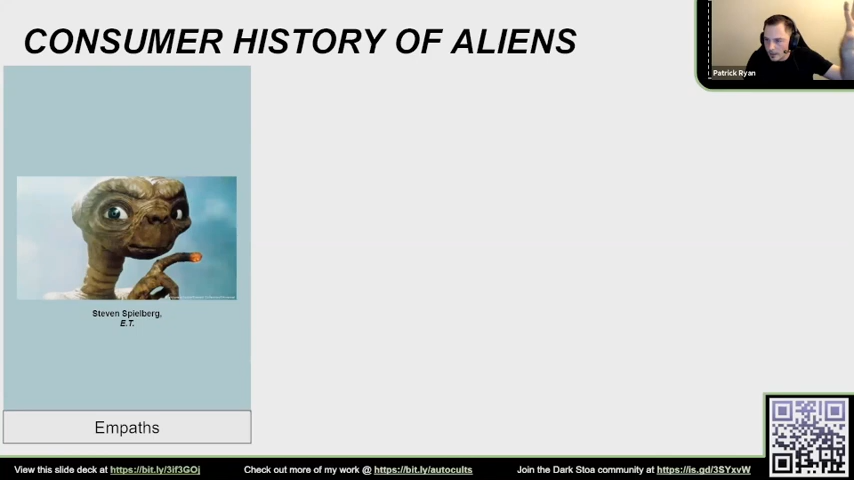 CONSUMER HISTORY OF ALIENS
Patrick Ryan
Steven Spielberg,
E.T.
Empaths
View this slide deck at https://bit.ly/3if3GOj
Check out more of my work @ https://bit.ly/autocults
Join the Dark Stoa community at https://is.gd/3SYxvW